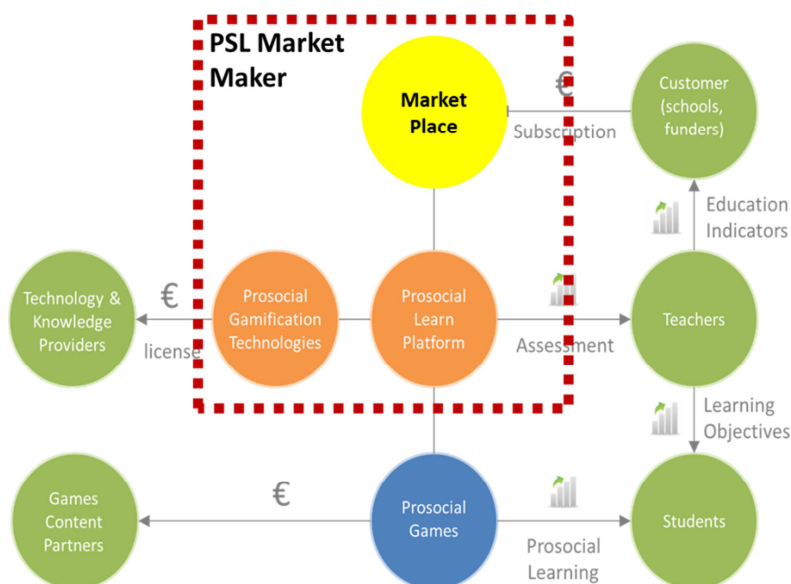 PSL Market
Maker
Market
Place
€
Subscription
Customer
(schools,
funders)
Education
Indicators
Technology &
Knowledge
Providers
€
license
Prosocial
Gamification
Technologies
Prosocial
Learn
Platform
Assessment
Teachers
Learning
Objectives
Games
Content
Partners
€
Prosocial
Games
Prosocial
Learning
Students